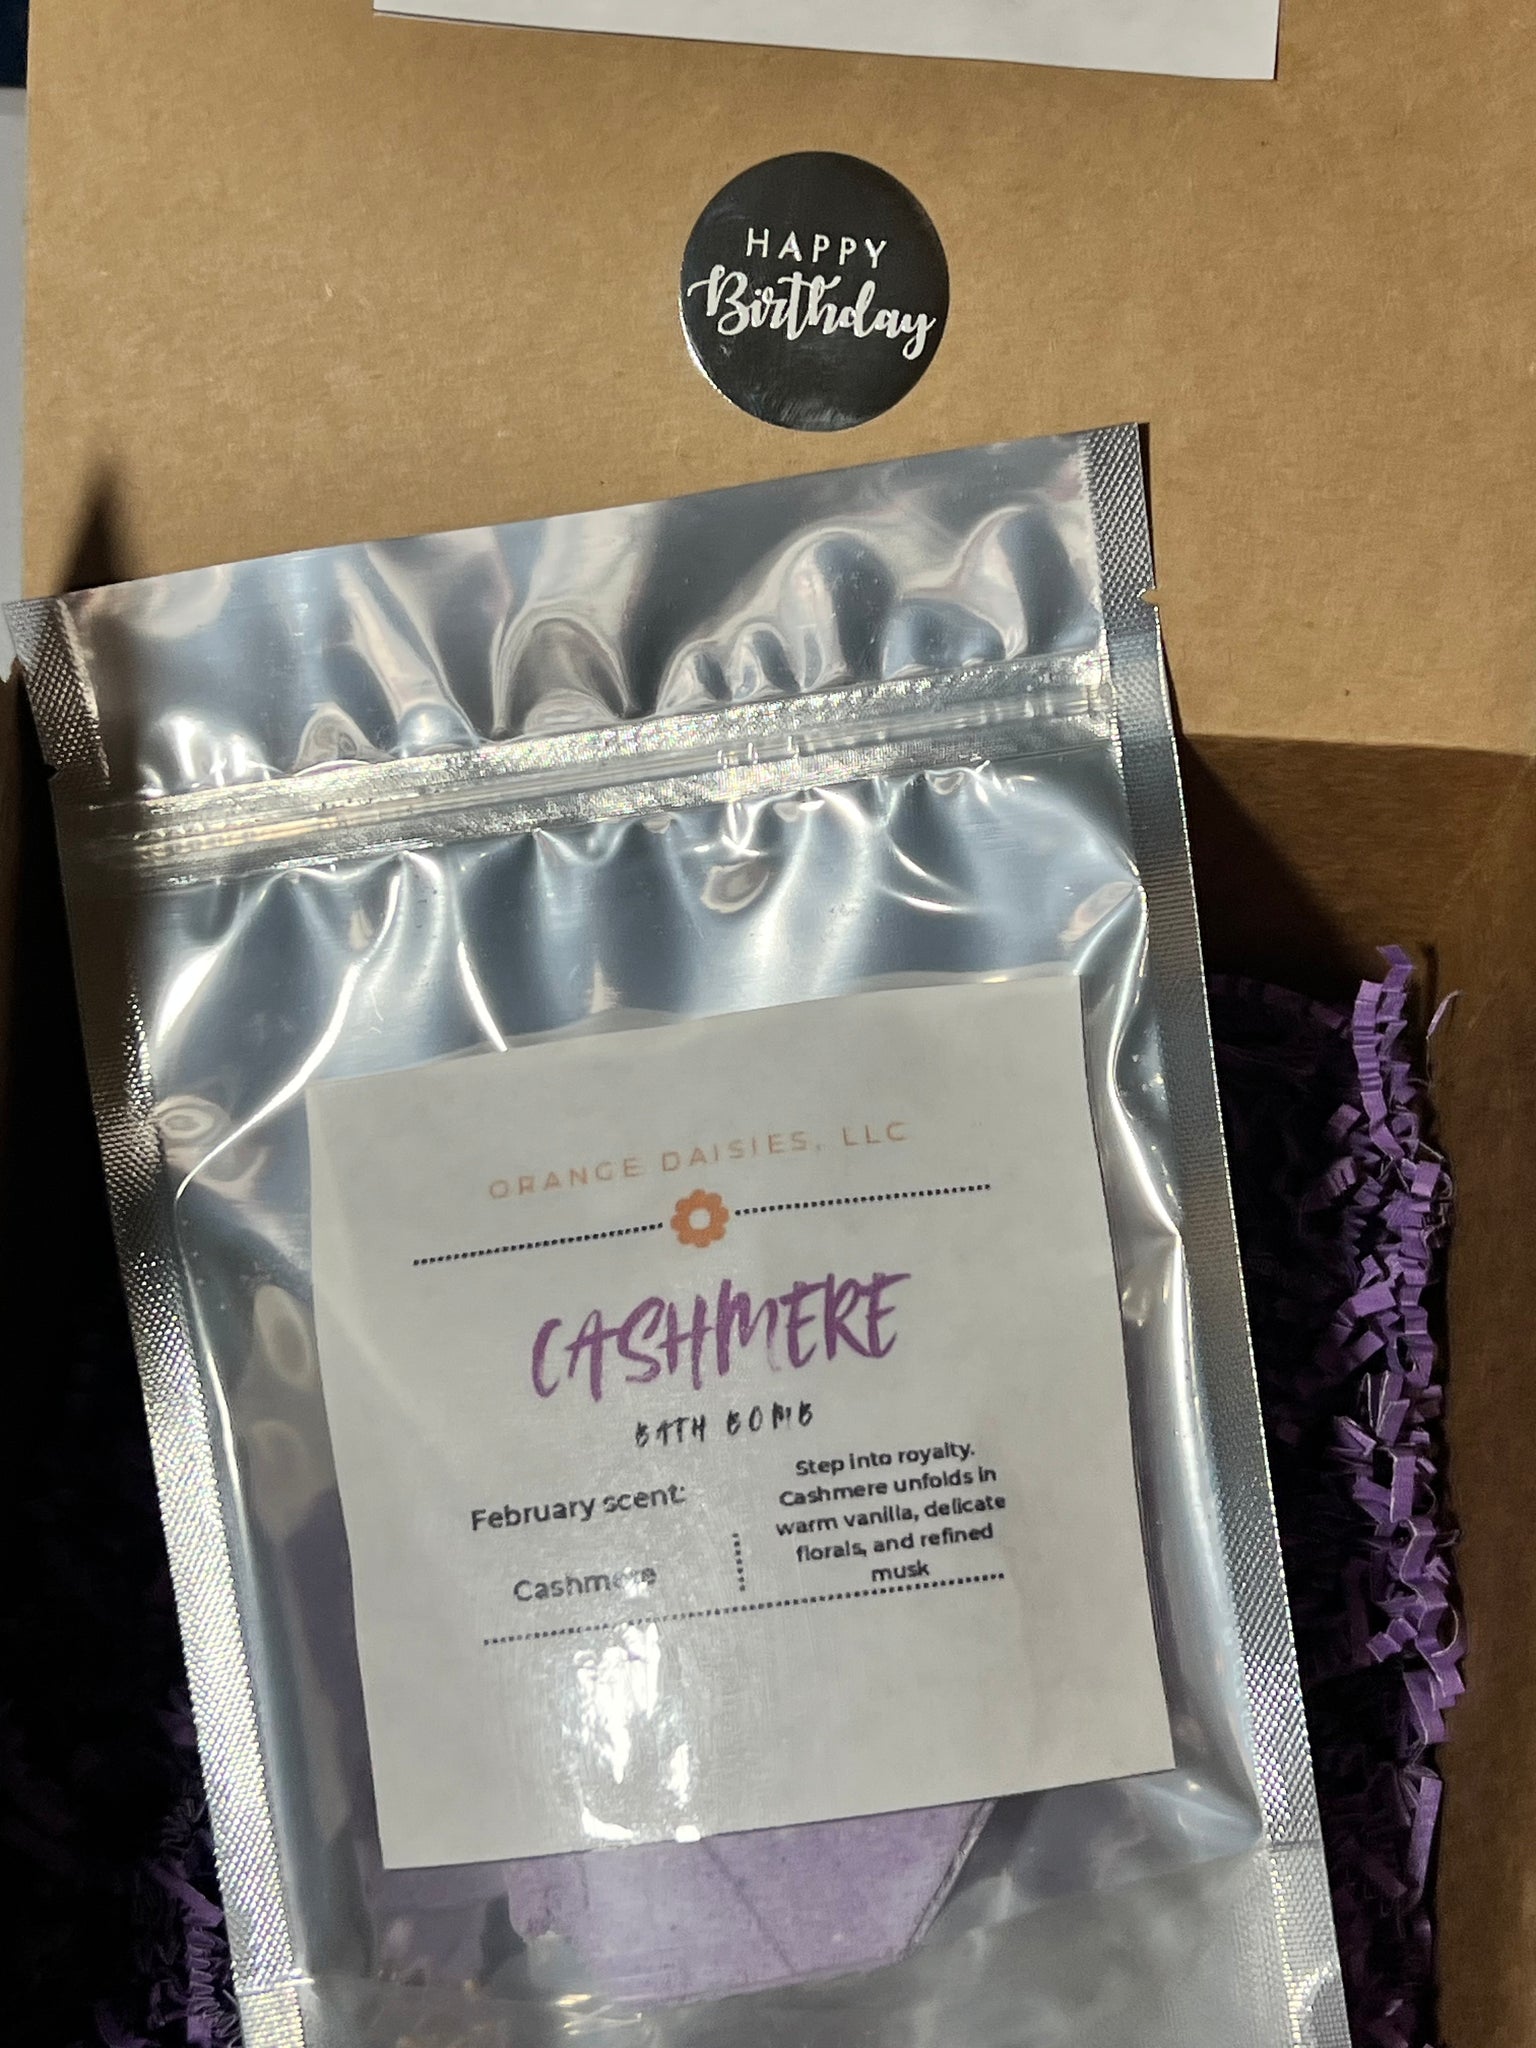 HAPPY
Birthday
ORANGE DAISIES, LLC
CASHMERE
BATH BOMB
February scent:
Cashmere
Step into royalty.
Cashmere unfolds in
warm vanilla, delicate
florals, and refined
musk